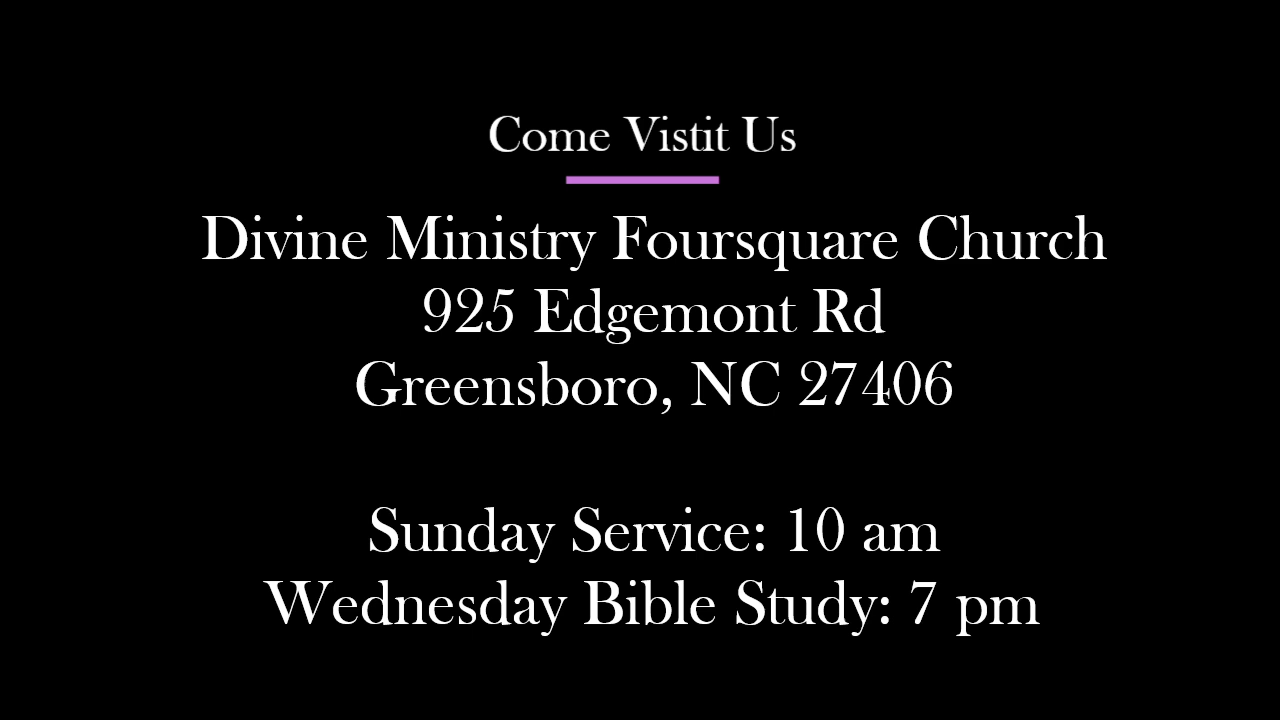 Come Vistit Us
Divine Ministry Foursquare Church
925 Edgemont Rd
Greensboro, NC 27406
Sunday Service: 10 am
Wednesday Bible Study: 7 pm